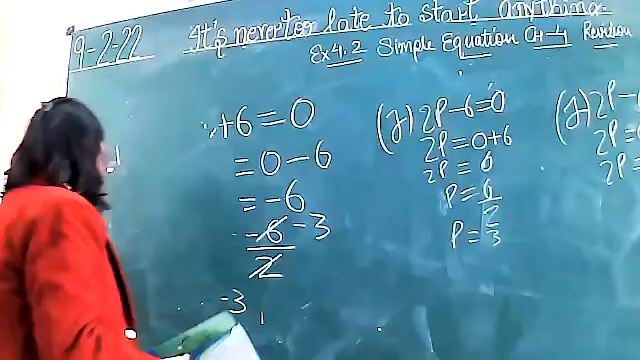 9-2-22
It's never too late to start anything.
Ex 4.2 Simple Equation Ch-4 Revision
+6=0
=0-6
=-6
-6 -3
2
-3
(j) 2P-6=0
2P=0+6
2P=6
P=6
2
P=3
(j) 2P-
2P=
2P=